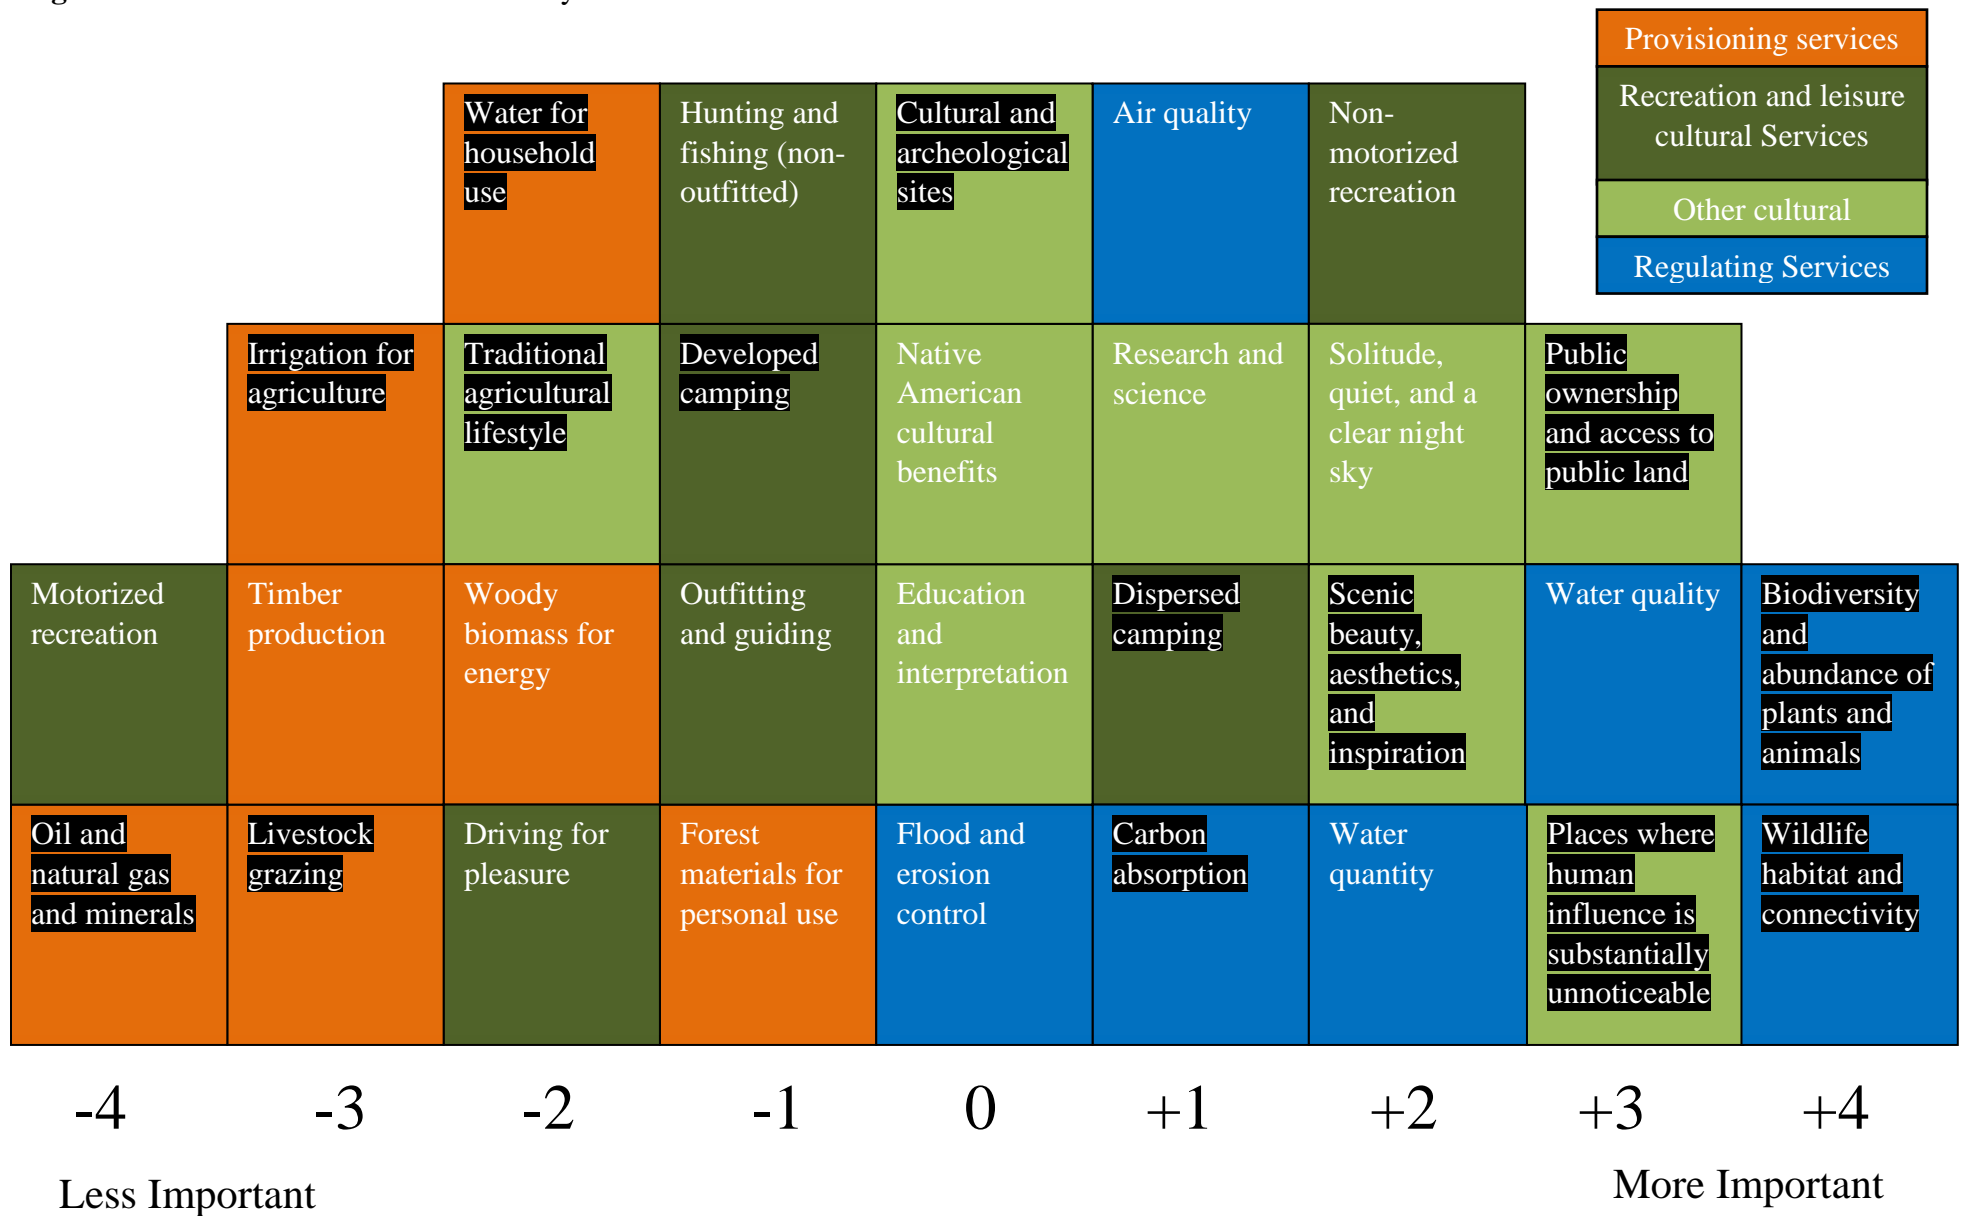 Provisioning services
Recreation and leisure
cultural Services
Other cultural
Regulating Services
Water for
household
use
Hunting and
fishing (non-
outfitted)
Cultural and
archeological
sites
Air quality
Non-
motorized
recreation
Irrigation for
agriculture
Traditional
agricultural
lifestyle
Developed
camping
Native
American
cultural
benefits
Research and
science
Solitude,
quiet, and a
clear night
sky
Public
ownership
and access to
public land
Motorized
recreation
Timber
production
Woody
biomass for
energy
Outfitting
and guiding
Education
and
interpretation
Dispersed
camping
Scenic
beauty,
aesthetics,
and
inspiration
Water quality
Biodiversity
and
abundance of
plants and
animals
Oil and
natural gas
and minerals
Livestock
grazing
Driving for
pleasure
Forest
materials for
personal use
Flood and
erosion
control
Carbon
absorption
Water
quantity
Places where
human
influence is
substantially
unnoticeable
Wildlife
habitat and
connectivity
-4 -3 -2 -1 0 +1 +2 +3 +4
Less Important
More Important